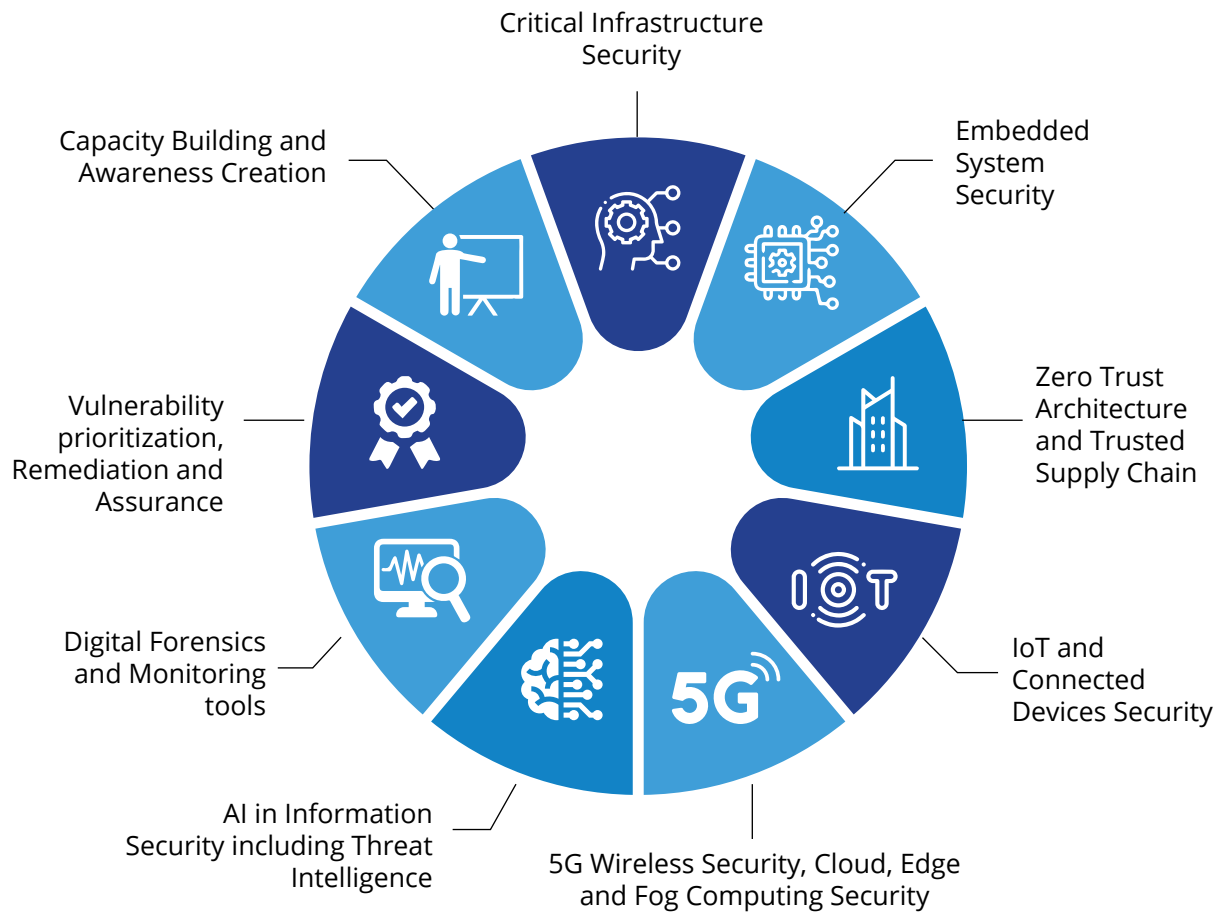 Critical Infrastructure
Security
Embedded
System
Security
Zero Trust
Architecture
and Trusted
Supply Chain
IOT
IoT and
Connected
Devices Security
5G
5G Wireless Security, Cloud, Edge
and Fog Computing Security
AI in Information
Security including Threat
Intelligence
Digital Forensics
and Monitoring
tools
Vulnerability
prioritization,
Remediation and
Assurance
Capacity Building and
Awareness Creation